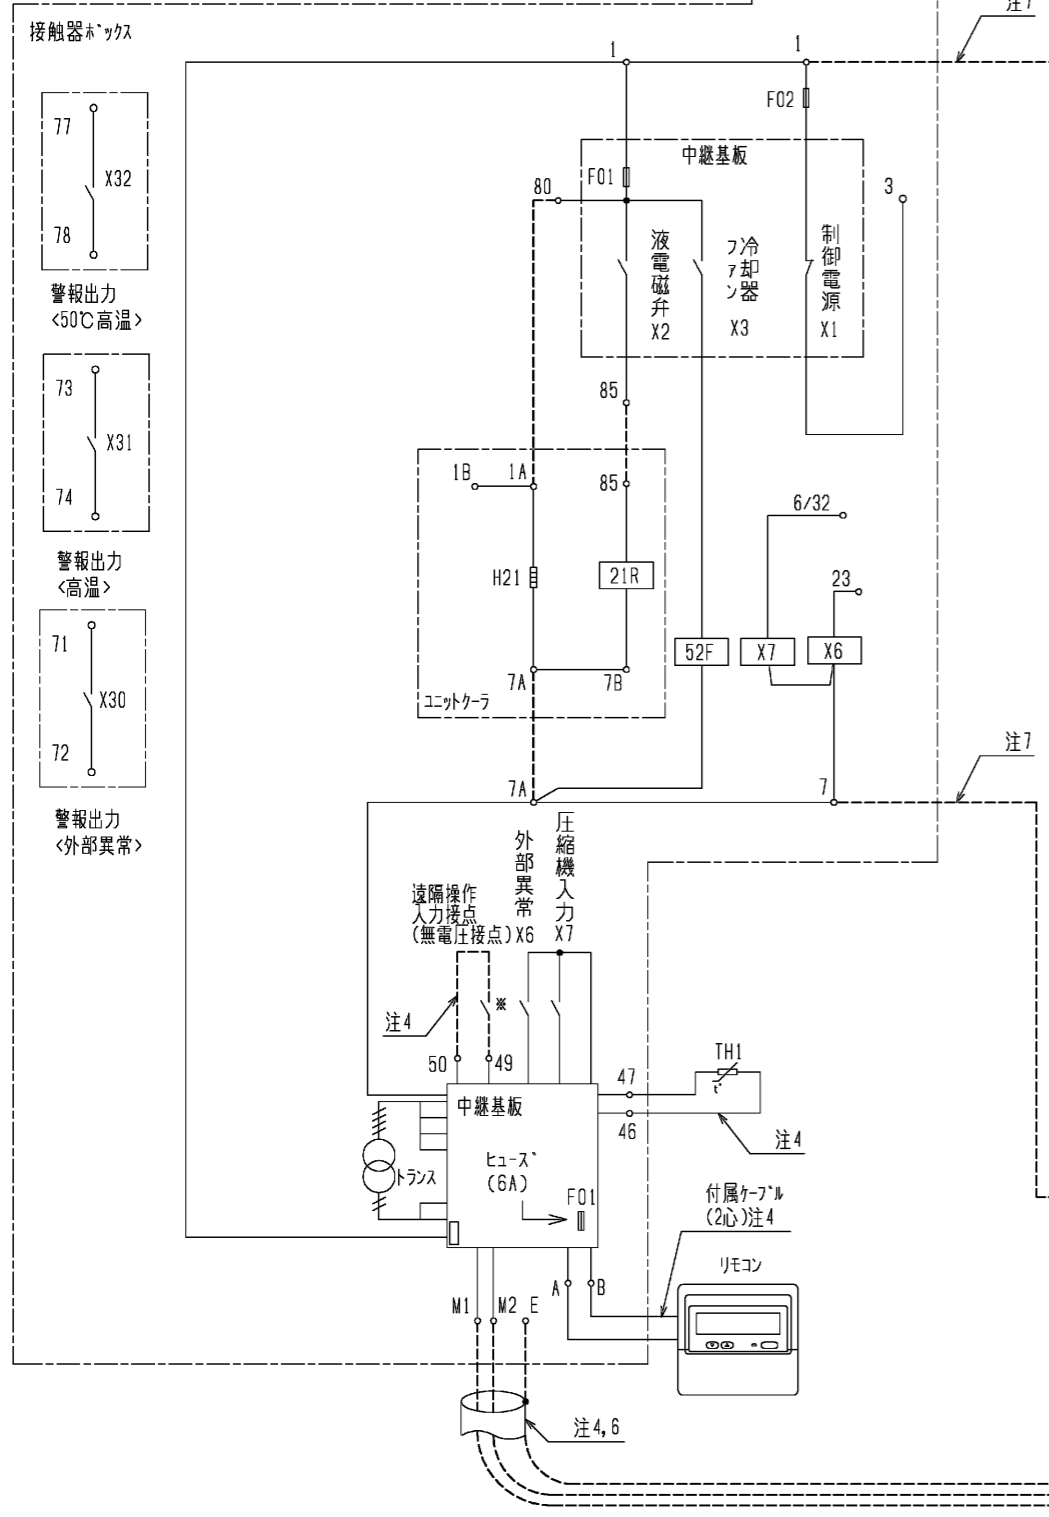 注7
接触器ﾎﾞｯｸｽ
1
1
F02
77
X32
78
警報出力
<50℃高温>
中継基板
F01
80
3
液電磁弁
X2
冷却器
ファン
X3
制御電源
X1
73
X31
74
警報出力
<高温>
85
1B
1A
85
H21
21R
7A
7B
ﾕﾆｯﾄｸｰﾗ
6/32
23
52F
X7
X6
71
X30
72
警報出力
<外部異常>
7A
7
注7
外部異常
X6
圧縮機入力
X7
遠隔操作
入力接点
(無電圧接点)
※
注4
50
49
中継基板
ﾋｭｰｽﾞ
(6A)
F01
ﾄﾗﾝｽ
47
46
TH1
t°
注4
付属ｹｰﾌﾞﾙ
(2心)注4
ﾘﾓｺﾝ
A
B
M1
M2
E
注4,6